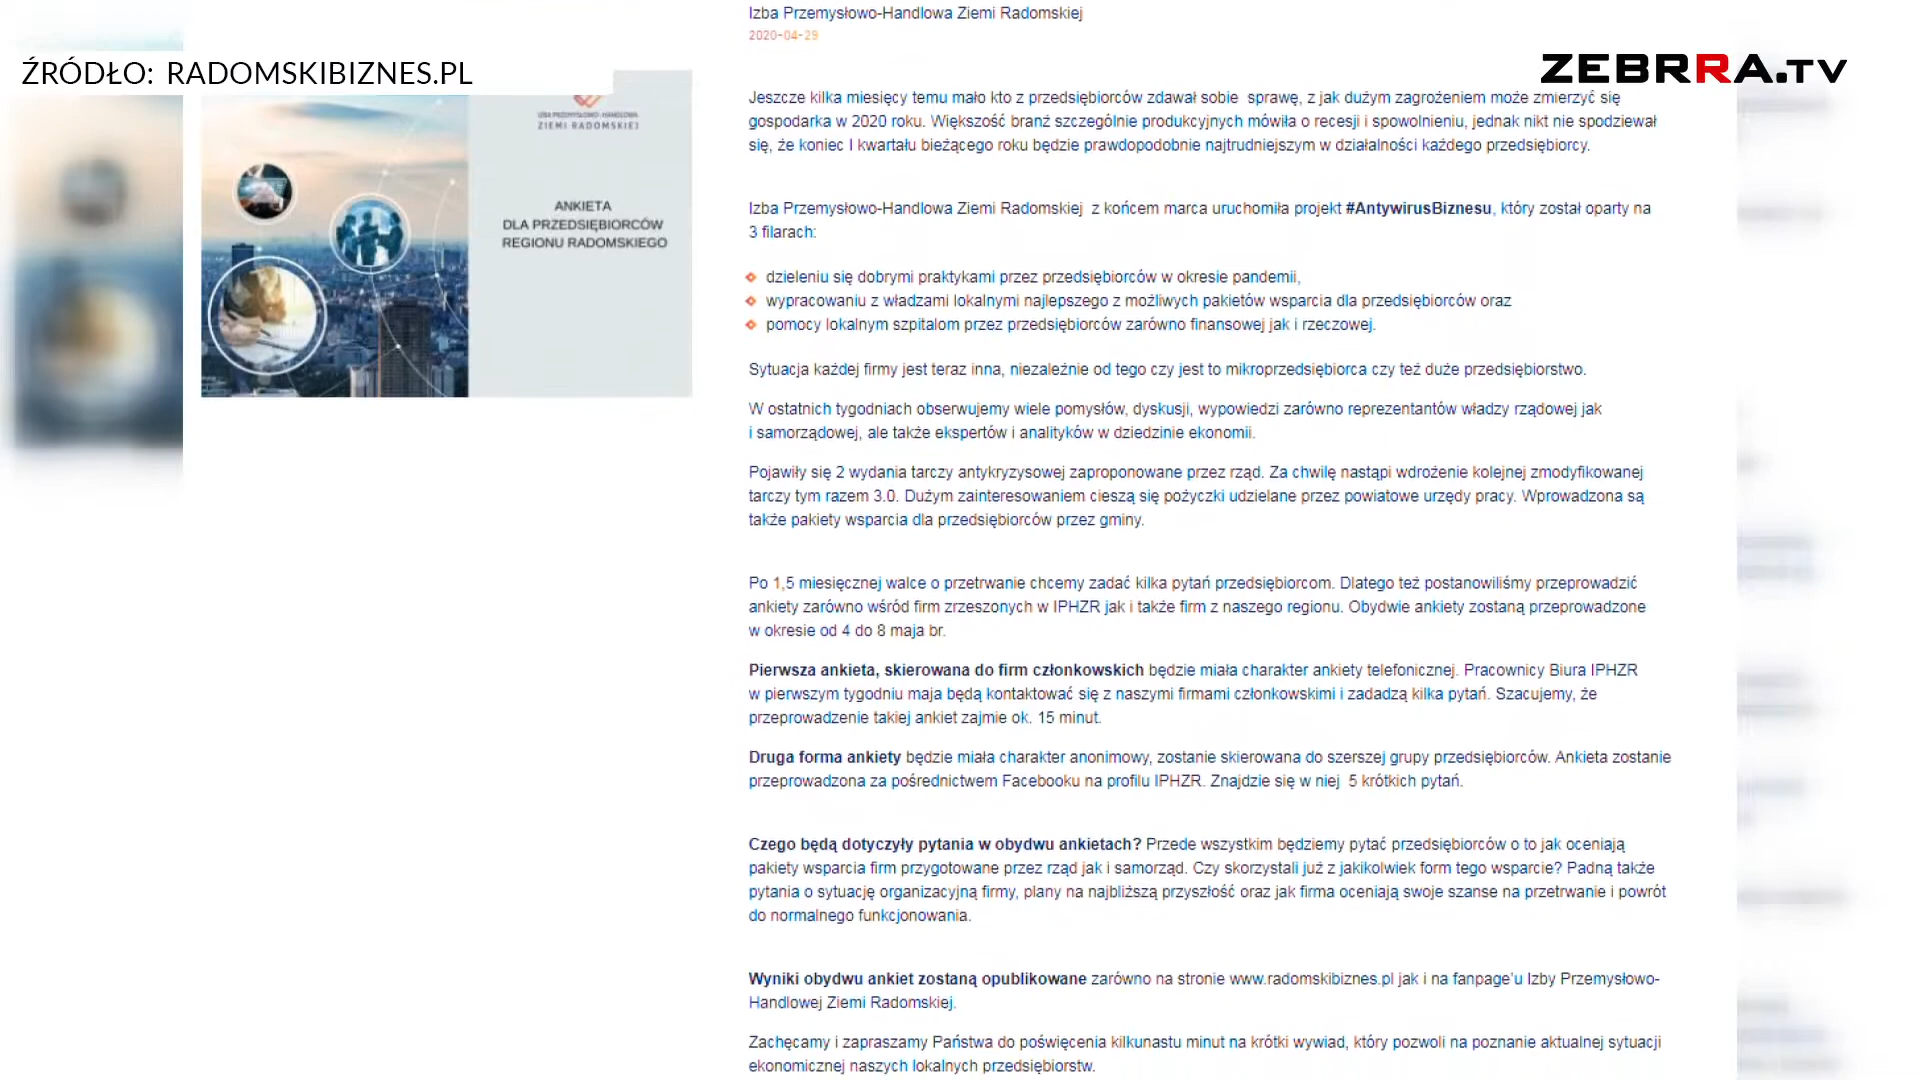 ŹRÓDŁO: RADOMSKIBIZNES.PL
ZEBRRA.TV
IZBA PRZEMYSŁOWO-HANDLOWA
ZIEMI RADOMSKIEJ
ANKIETA
DLA PRZEDSIĘBIORCÓW
REGIONU RADOMSKIEGO
Izba Przemysłowo-Handlowa Ziemi Radomskiej
2020-04-29
Jeszcze kilka miesięcy temu mało kto z przedsiębiorców zdawał sobie  sprawę, z jak dużym zagrożeniem może zmierzyć się
gospodarka w 2020 roku. Większość branż szczególnie produkcyjnych mówiła o recesji i spowolnieniu, jednak nikt nie spodziewał
się, że koniec I kwartału bieżącego roku będzie prawdopodobnie najtrudniejszym w działalności każdego przedsiębiorcy.
Izba Przemysłowo-Handlowa Ziemi Radomskiej  z końcem marca uruchomiła projekt #AntywirusBiznesu, który został oparty na
3 filarach:
dzieleniu się dobrymi praktykami przez przedsiębiorców w okresie pandemii,
wypracowaniu z władzami lokalnymi najlepszego z możliwych pakietów wsparcia dla przedsiębiorców oraz
pomocy lokalnym szpitalom przez przedsiębiorców zarówno finansowej jak i rzeczowej.
Sytuacja każdej firmy jest teraz inna, niezależnie od tego czy jest to mikroprzedsiębiorca czy też duże przedsiębiorstwo.
W ostatnich tygodniach obserwujemy wiele pomysłów, dyskusji, wypowiedzi zarówno reprezentantów władzy rządowej jak
i samorządowej, ale także ekspertów i analityków w dziedzinie ekonomii.
Pojawiły się 2 wydania tarczy antykryzysowej zaproponowane przez rząd. Za chwilę nastąpi wdrożenie kolejnej zmodyfikowanej
tarczy tym razem 3.0. Dużym zainteresowaniem cieszą się pożyczki udzielane przez powiatowe urzędy pracy. Wprowadzona są
także pakiety wsparcia dla przedsiębiorców przez gminy.
Po 1,5 miesięcznej walce o przetrwanie chcemy zadać kilka pytań przedsiębiorcom. Dlatego też postanowiliśmy przeprowadzić
ankiety zarówno wśród firm zrzeszonych w IPHZR jak i także firm z naszego regionu. Obydwie ankiety zostaną przeprowadzone
w okresie od 4 do 8 maja br.
Pierwsza ankieta, skierowana do firm członkowskich będzie miała charakter ankiety telefonicznej. Pracownicy Biura IPHZR
w pierwszym tygodniu maja będą kontaktować się z naszymi firmami członkowskimi i zadadzą kilka pytań. Szacujemy, że
przeprowadzenie takiej ankiet zajmie ok. 15 minut.
Druga forma ankiety będzie miała charakter anonimowy, zostanie skierowana do szerszej grupy przedsiębiorców. Ankieta zostanie
przeprowadzona za pośrednictwem Facebooku na profilu IPHZR. Znajdzie się w niej  5 krótkich pytań.
Czego będą dotyczyły pytania w obydwu ankietach? Przede wszystkim będziemy pytać przedsiębiorców o to jak oceniają
pakiety wsparcia firm przygotowane przez rząd jak i samorząd. Czy skorzystali już z jakikolwiek form tego wsparcie? Padną także
pytania o sytuację organizacyjną firmy, plany na najbliższą przyszłość oraz jak firma oceniają swoje szanse na przetrwanie i powrót
do normalnego funkcjonowania.
Wyniki obydwu ankiet zostaną opublikowane zarówno na stronie www.radomskibiznes.pl jak i na fanpage'u Izby Przemysłowo-
Handlowej Ziemi Radomskiej.
Zachęcamy i zapraszamy Państwa do poświęcenia kilkunastu minut na krótki wywiad, który pozwoli na poznanie aktualnej sytuacji
ekonomicznej naszych lokalnych przedsiębiorstw.